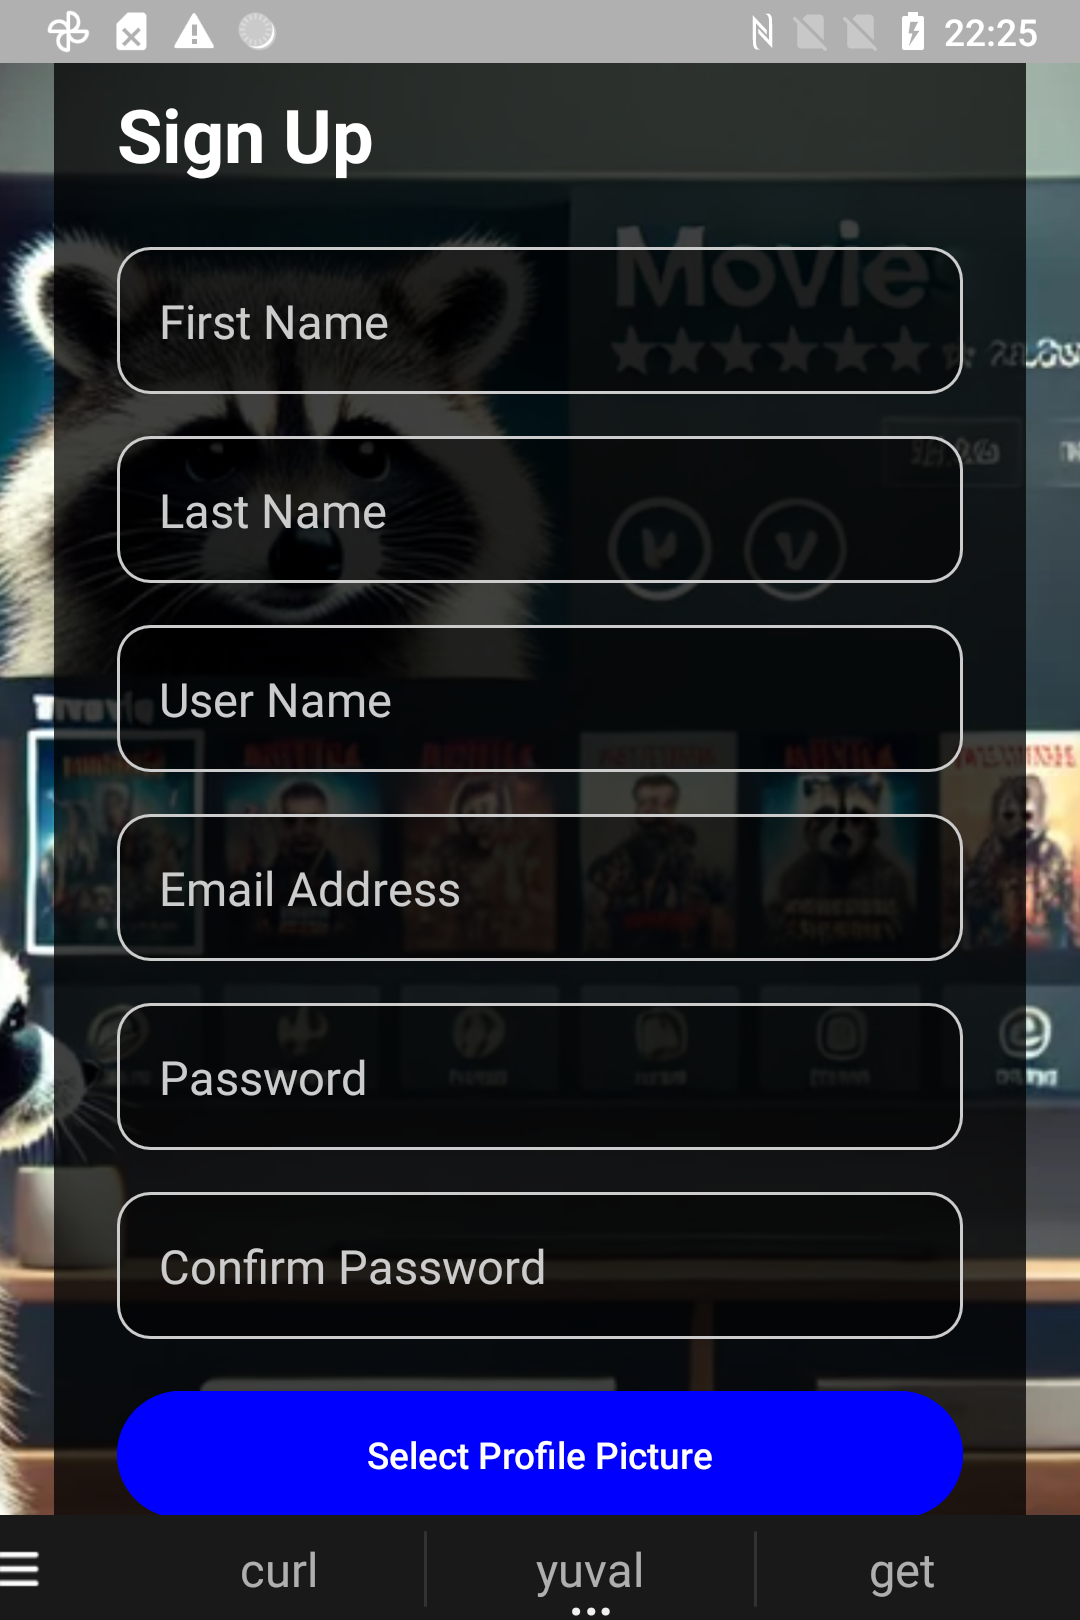 22:25
Sign Up
Movie
First Name
Last Name
User Name
Email Address
Password
Confirm Password
Select Profile Picture
curl yuval get